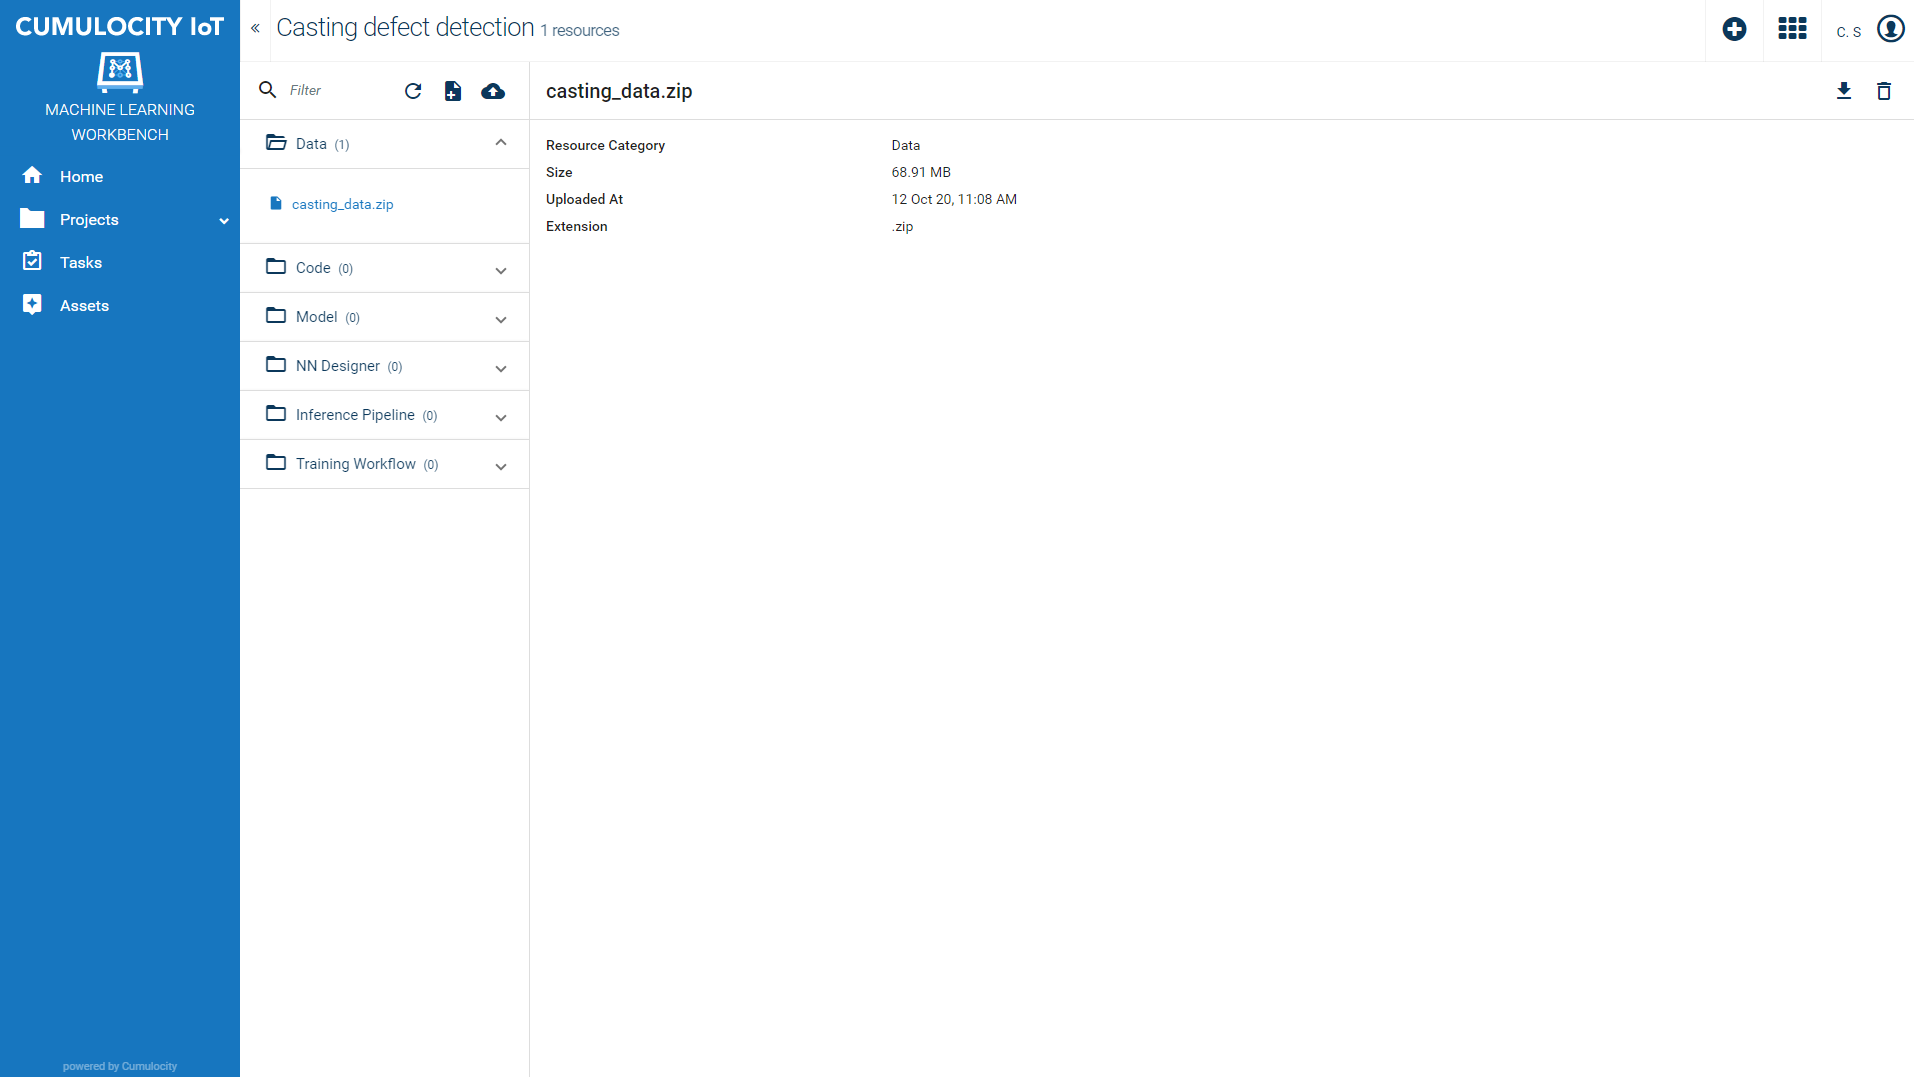 CUMULOCITY IoT
MACHINE LEARNING
WORKBENCH
Home
Projects
Tasks
Assets
powered by Cumulocity
« Casting defect detection 1 resources
C. S
Filter
Data (1)
casting_data.zip
Code (0)
Model (0)
NN Designer (0)
Inference Pipeline (0)
Training Workflow (0)
casting_data.zip
Resource Category Data
Size 68.91 MB
Uploaded At 12 Oct 20, 11:08 AM
Extension .zip